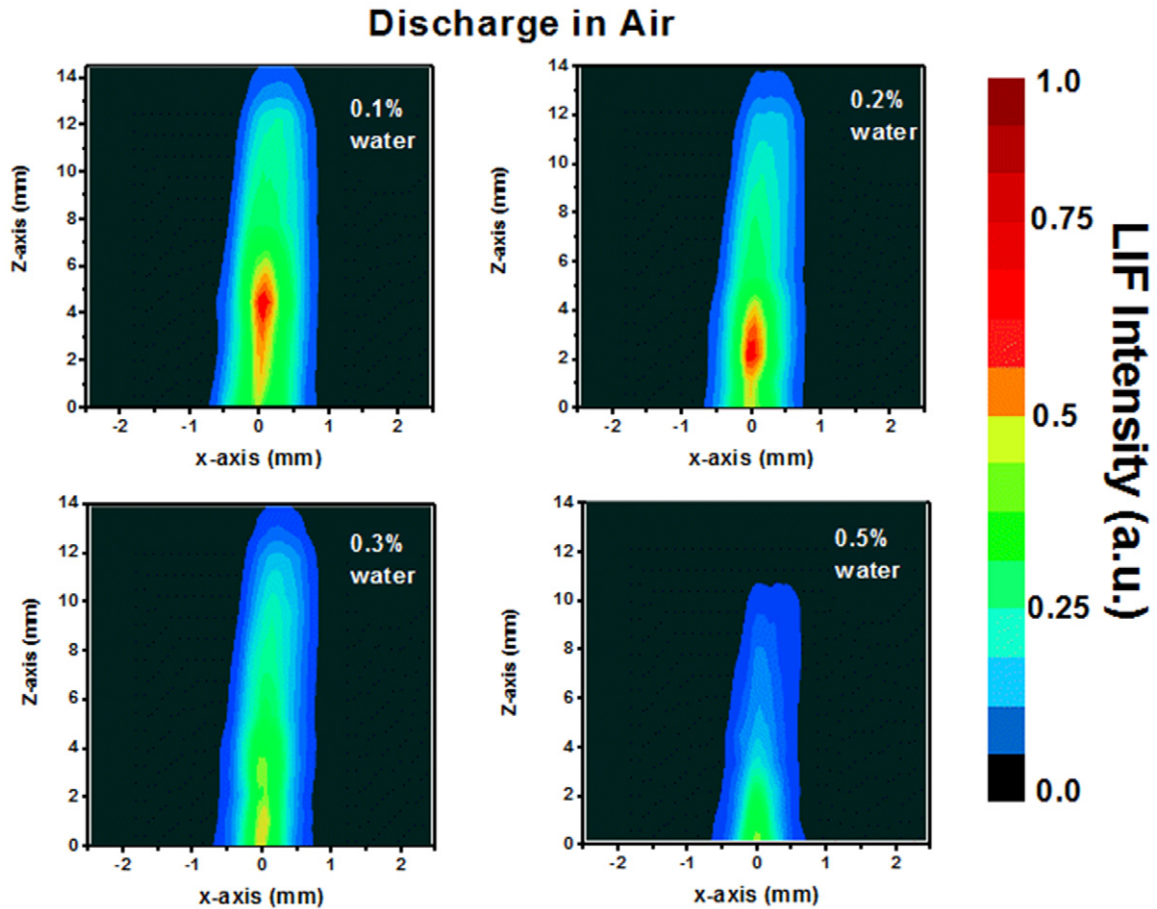 Discharge in Air
14
12
10
8
6
4
2
0
Z-axis (mm)
0.1%
water
-2 -1 0 1 2
x-axis (mm)
14
12
10
8
6
4
2
0
Z-axis (mm)
0.2%
water
-2 -1 0 1 2
x-axis (mm)
14
12
10
8
6
4
2
0
Z-axis (mm)
0.3%
water
-2 -1 0 1 2
x-axis (mm)
14
12
10
8
6
4
2
0
Z-axis (mm)
0.5%
water
-2 -1 0 1 2
x-axis (mm)
1.0
0.75
0.5
0.25
0.0
LIF Intensity (a.u.)